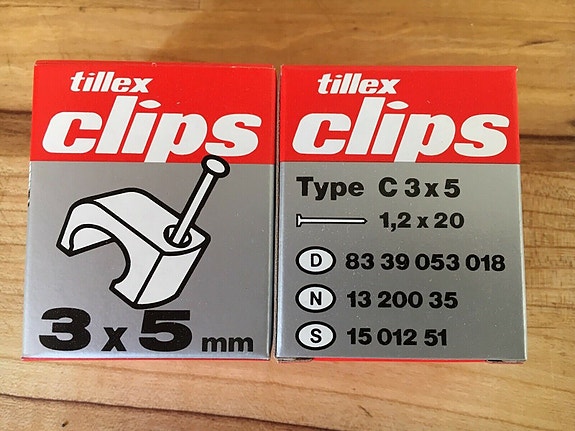 tillex
clips
3 x 5 mm
tillex
clips
Type C 3 x 5
1,2 x 20
D 83 39 053 018
N 13 200 35
S 15 012 51